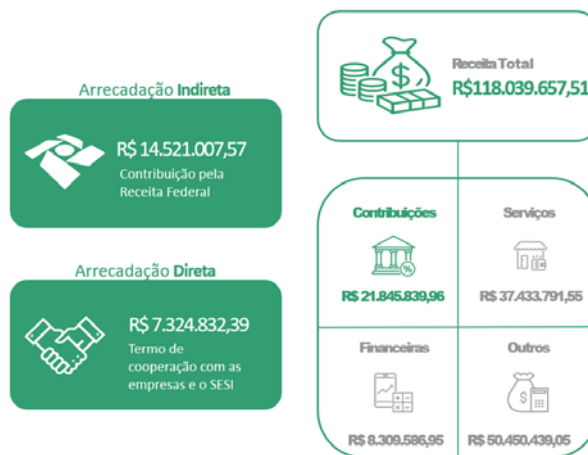 Arrecadação Indireta
R$ 14.521.007,57
Contribuição pela
Receita Federal
Arrecadação Direta
R$ 7.324.832,39
Termo de
cooperação com as
empresas e o SESI
Receita Total
R$118.039.657,51
Contribuições
R$ 21.845.839,96
Serviços
R$ 37.433.791,55
Financeiras
R$ 8.309.586,95
Outros
R$ 50.450.439,05